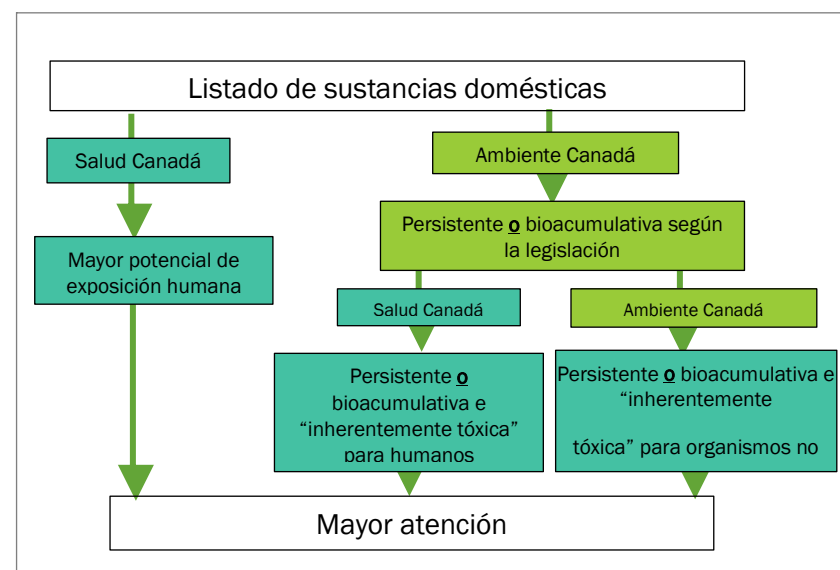 Listado de sustancias domésticas
Salud Canadá
Ambiente Canadá
Persistente o bioacumulativa según
la legislación
Mayor potencial de
exposición humana
Salud Canadá
Ambiente Canadá
Persistente o
bioacumulativa e
“inherentemente tóxica”
para humanos
Persistente o bioacumulativa e
“inherentemente
tóxica” para organismos no
Mayor atención